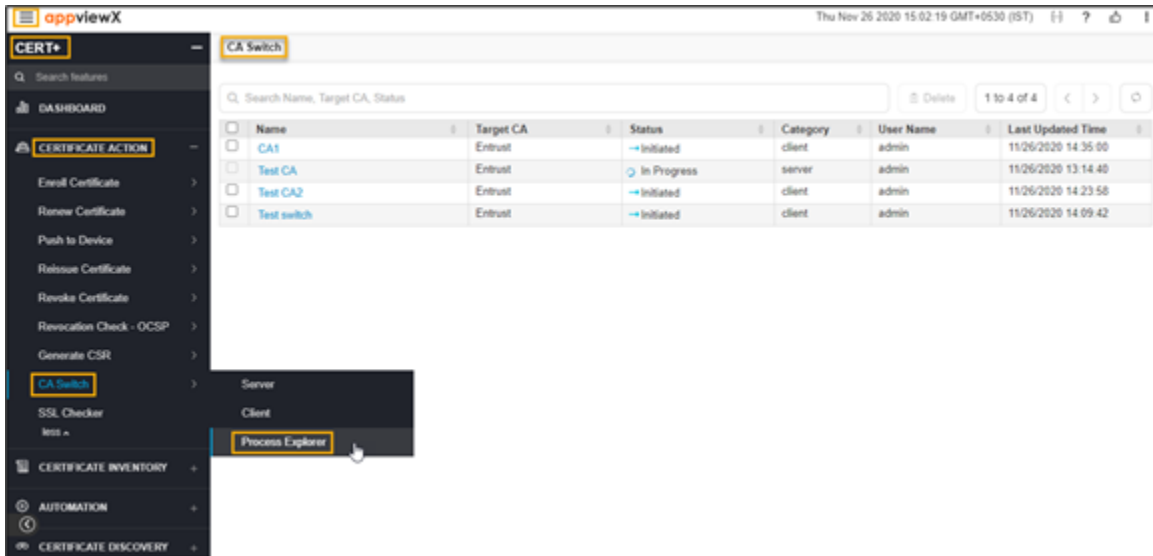 appviewX Thu Nov 26 2020 15:02:19 GMT+0530 (IST) ?
CERT+ CA Switch
Search features
Search Name, Target CA, Status Delete 1 to 4 of 4
DASHBOARD
Name Target CA Status Category User Name Last Updated Time
CERTIFICATE ACTION
CA1 Entrust Initiated client admin 11/26/2020 14:35:00
Test CA Entrust In Progress server admin 11/26/2020 13:14:40
Test CA2 Entrust Initiated client admin 11/26/2020 14:23:58
Test switch Entrust Initiated client admin 11/26/2020 14:09:42
Enroll Certificate
Renew Certificate
Push to Device
Reissue Certificate
Revoke Certificate
Revocation Check - OCSP
Generate CSR
CA Switch
Server
Client
Process Explorer
SSL Checker
less
CERTIFICATE INVENTORY
AUTOMATION
CERTIFICATE DISCOVERY